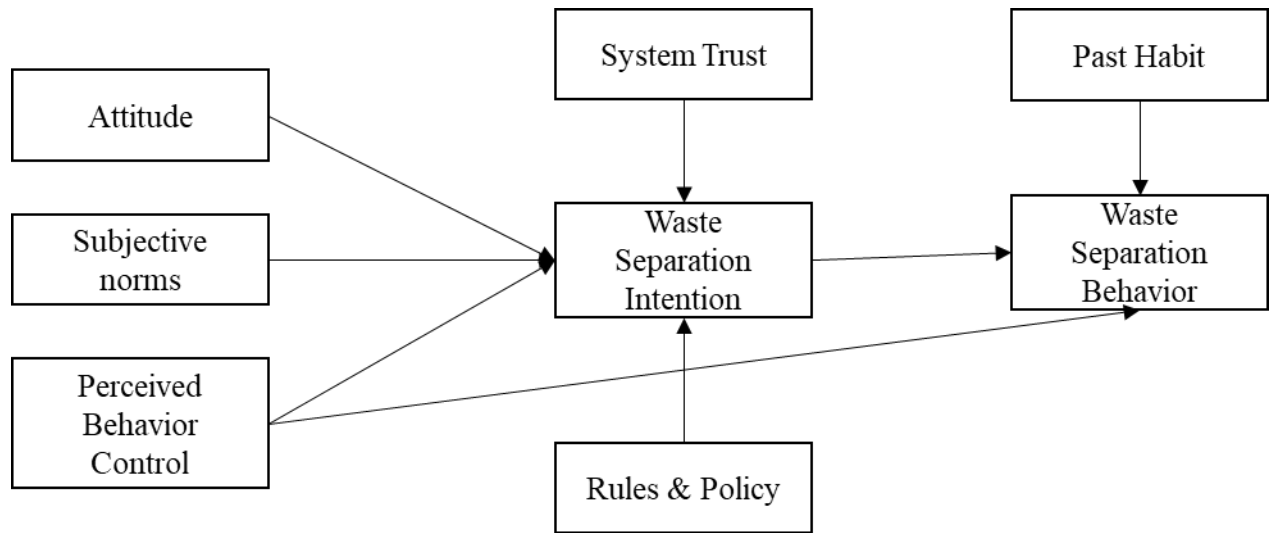 System Trust
Past Habit
Attitude
Subjective
norms
Waste
Separation
Intention
Waste
Separation
Behavior
Perceived
Behavior
Control
Rules & Policy